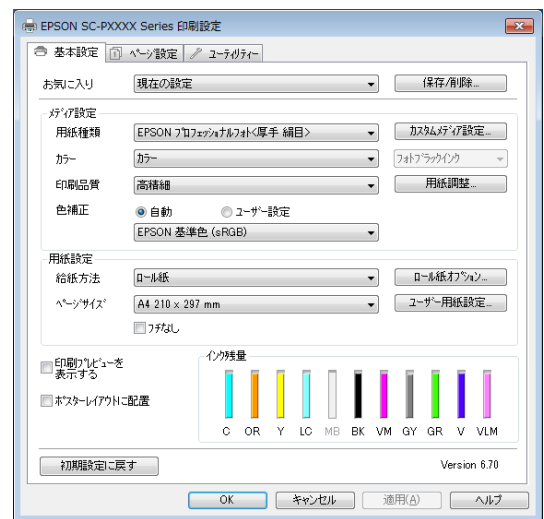 EPSON SC-PXXXX Series 印刷設定
基本設定 ページ設定 ユーティリティー
お気に入り 現在の設定 保存/削除...
メディア設定
用紙種類 EPSON プロフェッショナルフォト<厚手 絹目> カスタムメディア設定...
カラー カラー フォトブラックインク
印刷品質 高精細 用紙調整...
色補正 自動 ユーザー設定
EPSON 基準色 (sRGB)
用紙設定
給紙方法 ロール紙 ロール紙オプション...
ページサイズ A4 210 x 297 mm ユーザー用紙設定...
フチなし
印刷プレビューを
表示する
ポスターレイアウトに配置
インク残量
C OR Y LC MB BK VM GY GR V VLM
初期設定に戻す Version 6.70
OK キャンセル 適用(A) ヘルプ